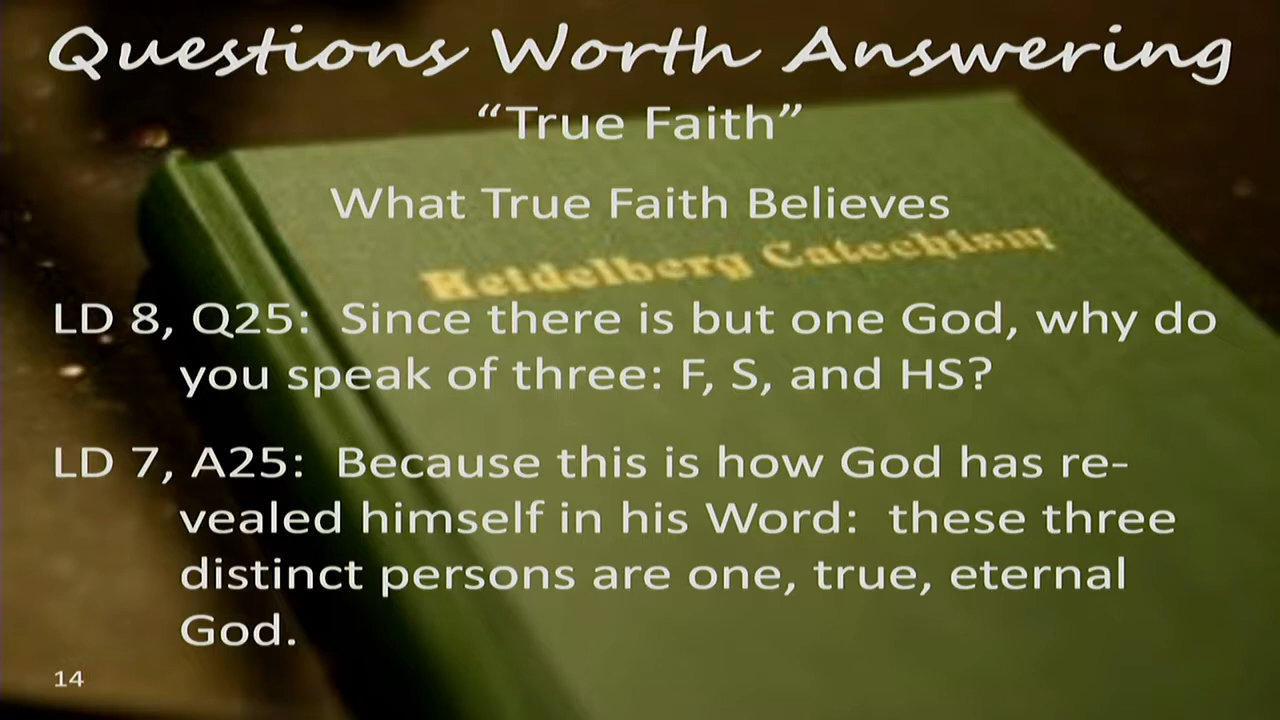 Questions Worth Answering
“True Faith”
What True Faith Believes
Heidelberg Catechism
LD 8, Q25: Since there is but one God, why do
you speak of three: F, S, and HS?
LD 7, A25: Because this is how God has re-
vealed himself in his Word: these three
distinct persons are one, true, eternal
God.
14